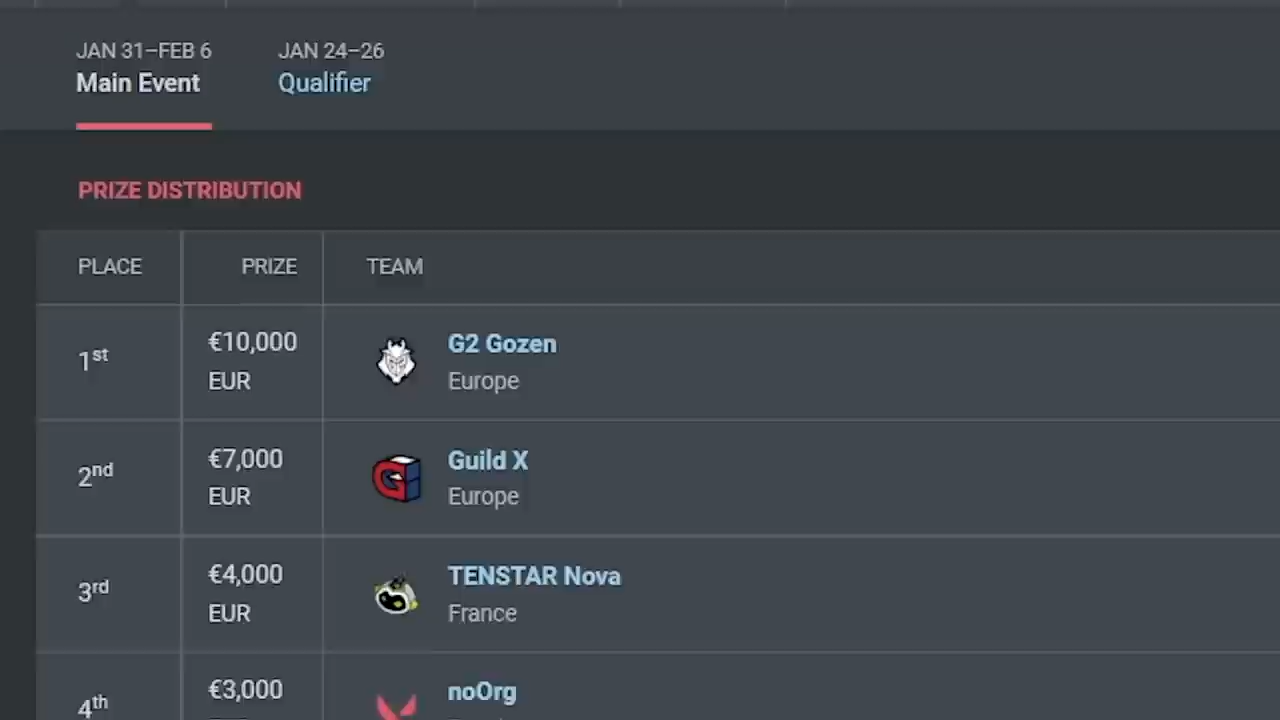 JAN 31–FEB 6
Main Event
JAN 24–26
Qualifier
PRIZE DISTRIBUTION
PLACE PRIZE TEAM
1st €10,000 EUR G2 Gozen
Europe
2nd €7,000 EUR Guild X
Europe
3rd €4,000 EUR TENSTAR Nova
France
4th €3,000 noOrg